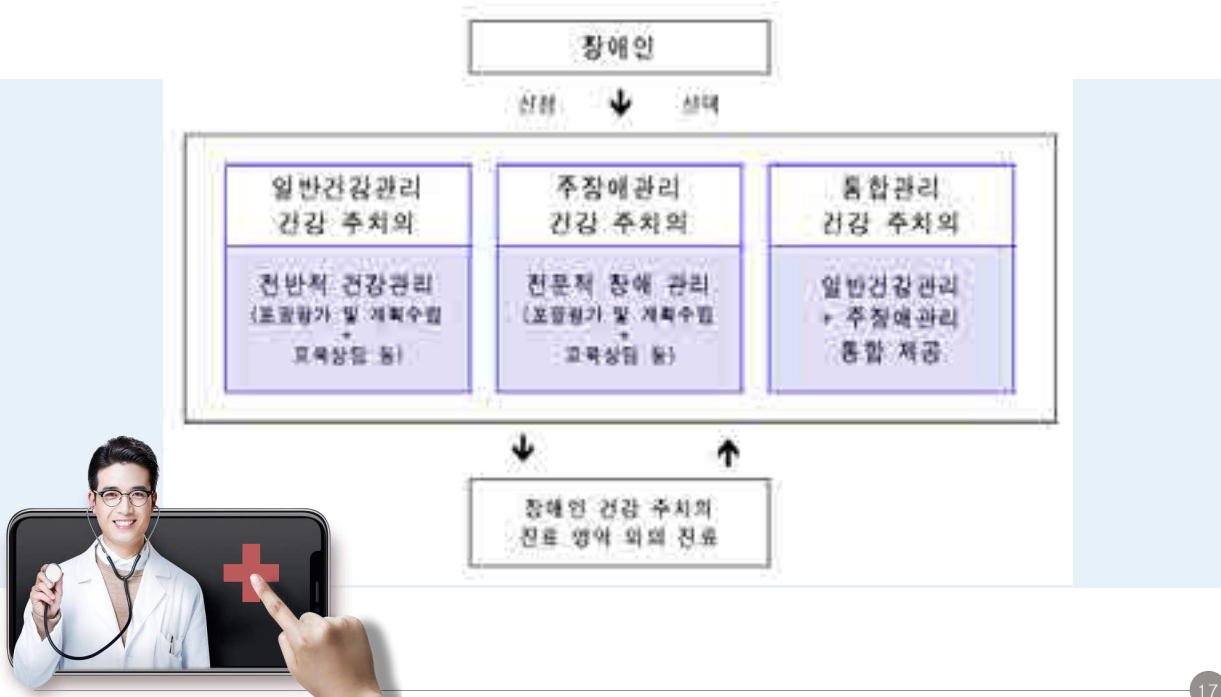 장애인
신청 선택
일반건강관리
건강 주치의
주장애관리
건강 주치의
통합관리
건강 주치의
전반적 건강관리
(포괄평가 및 계획수립
+
교육상담 등)
전문적 장애 관리
(포괄평가 및 계획수립
+
교육상담 등)
일반건강관리
+ 주장애관리
통합 제공
장애인 건강 주치의
진료 영역 외의 진료
17